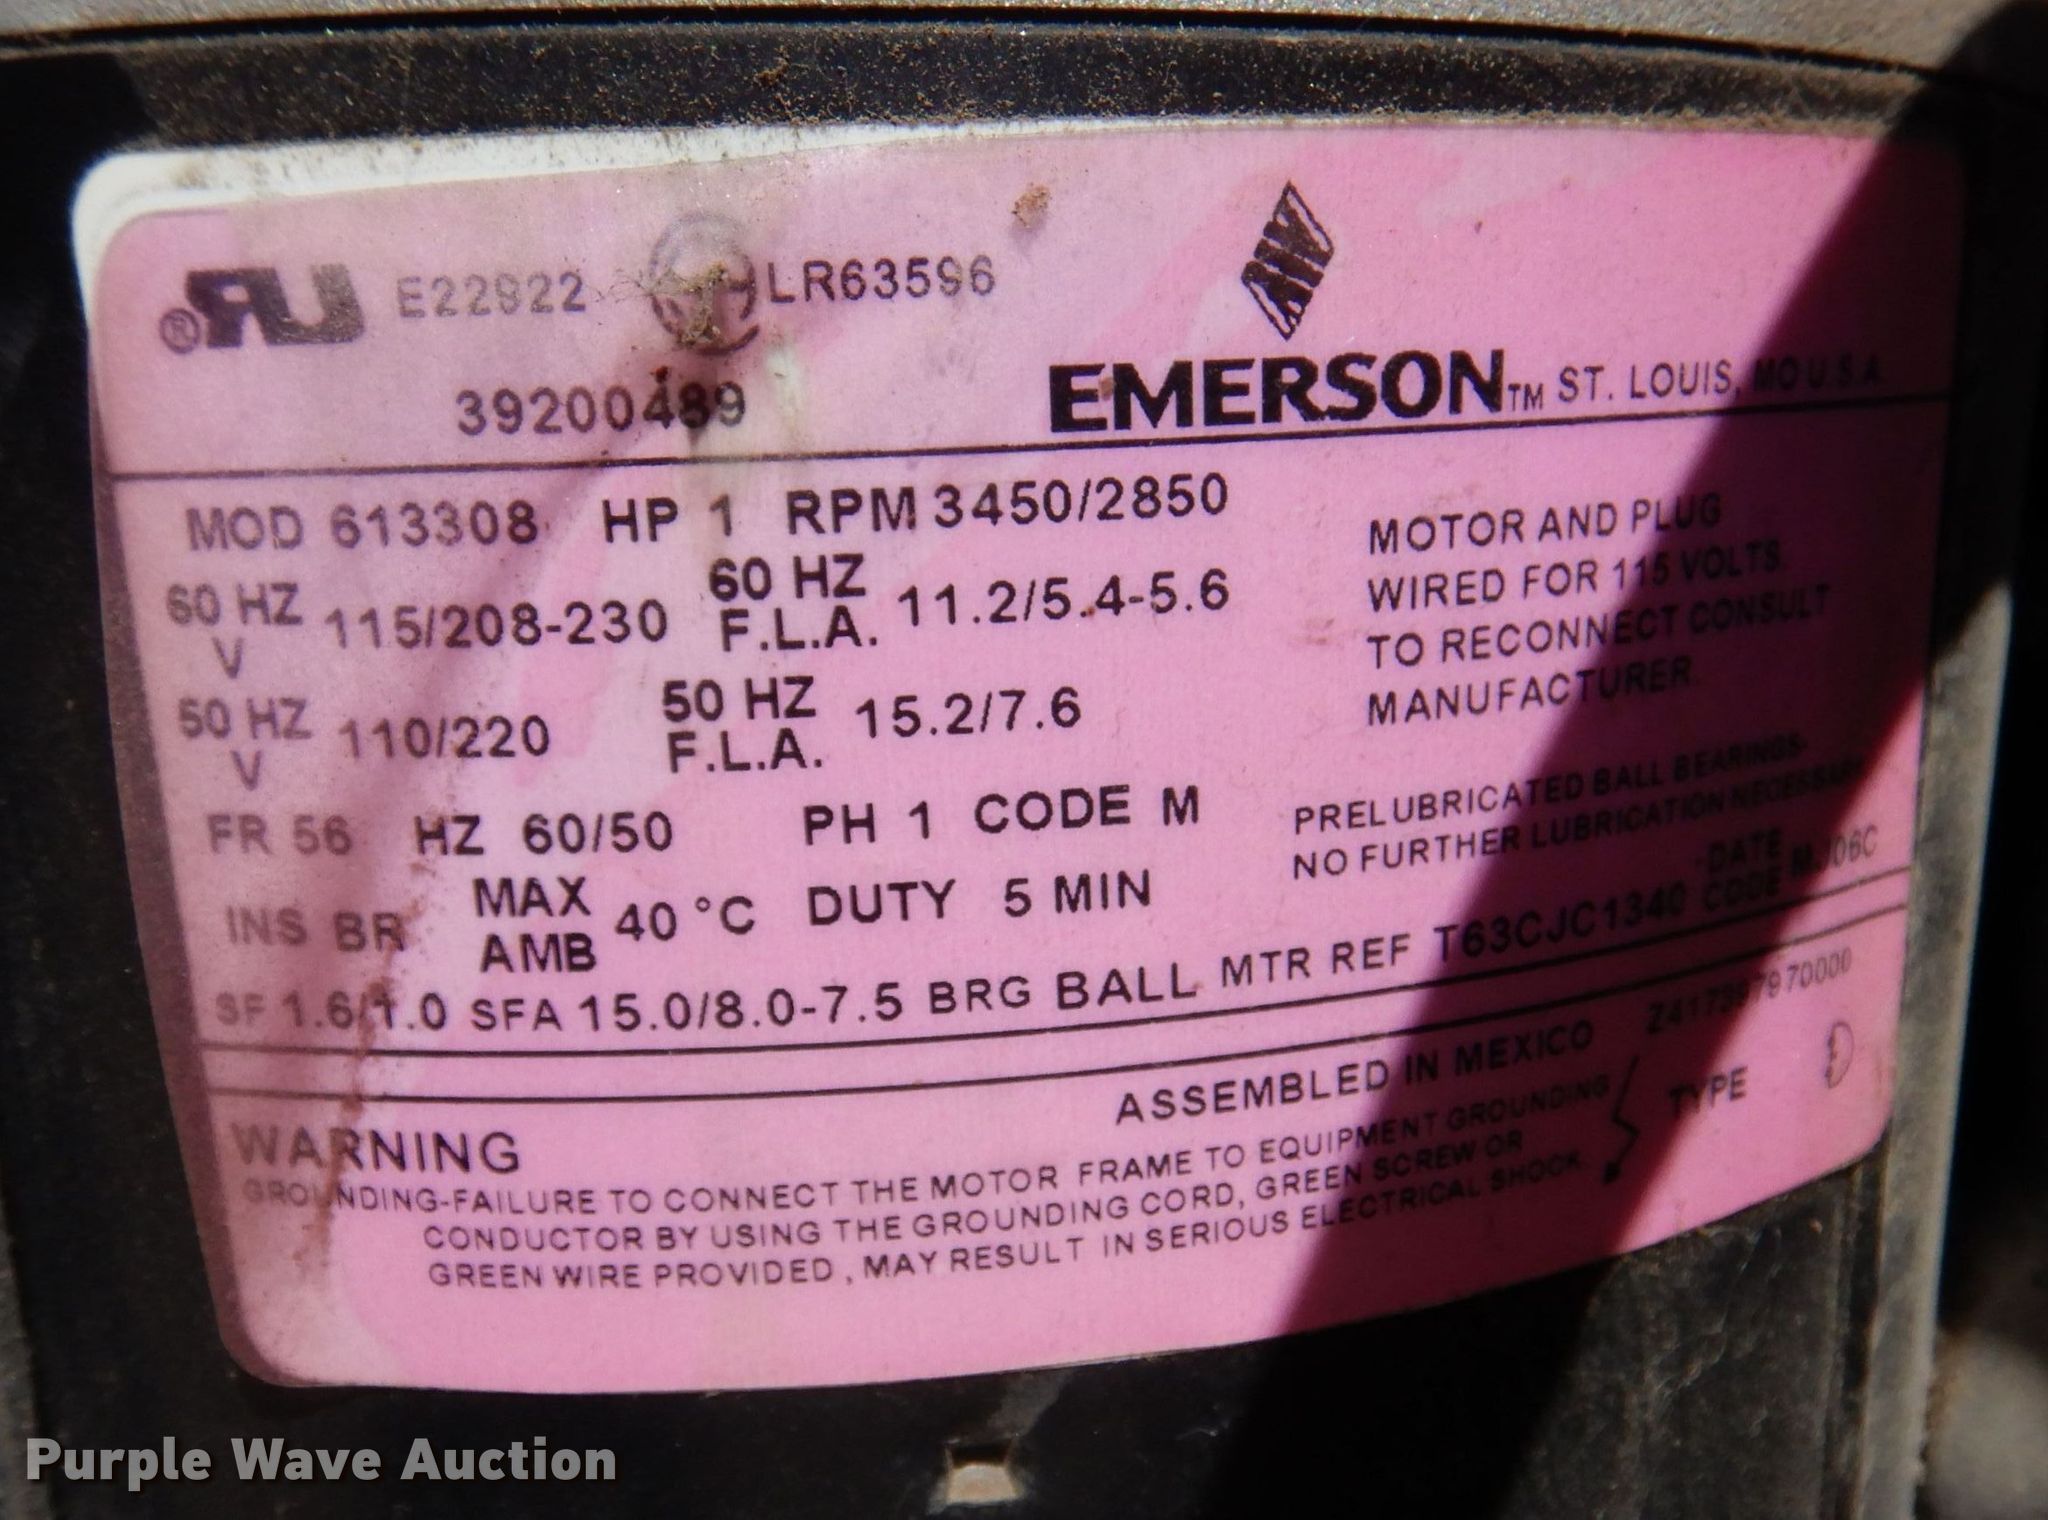 ® RU E22922 LR63596
39200489 EMERSON™ ST. LOUIS, MO U.S.A
MOD 613308 HP 1 RPM 3450/2850
60 HZ V 115/208-230 60 HZ F.L.A. 11.2/5.4-5.6
50 HZ V 110/220 50 HZ F.L.A. 15.2/7.6
MOTOR AND PLUG
WIRED FOR 115 VOLTS.
TO RECONNECT CONSULT
MANUFACTURER.
FR 56 HZ 60/50 PH 1 CODE M
PRELUBRICATED BALL BEARINGS-
NO FURTHER LUBRICATION NECESSARY
INS BR MAX AMB 40 °C DUTY 5 MIN
SF 1.6/1.0 SFA 15.0/8.0-7.5 BRG BALL MTR REF T63CJC1340 DATE CODE
ASSEMBLED IN MEXICO
TYPE
WARNING
GROUNDING-FAILURE TO CONNECT THE MOTOR FRAME TO EQUIPMENT GROUNDING
CONDUCTOR BY USING THE GROUNDING CORD, GREEN SCREW OR
GREEN WIRE PROVIDED, MAY RESULT IN SERIOUS ELECTRICAL SHOCK.
Purple Wave Auction